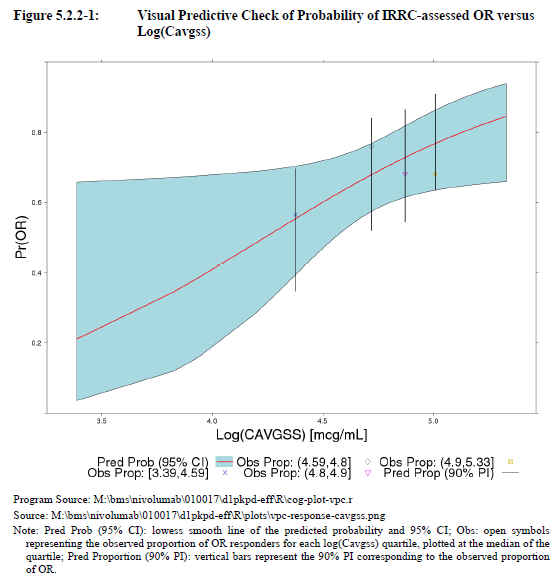 Figure 5.2.2-1: Visual Predictive Check of Probability of IRRC-assessed OR versus
Log(Cavgss)
0.8
0.6
0.4
0.2
Pr(OR)
3.5 4.0 4.5 5.0
Log(CAVGSS) [mcg/mL]
Pred Prob (95% CI) Obs Prop: (4.59,4.8] Obs Prop: (4.9,5.33]
Obs Prop: [3.39,4.59] Obs Prop: (4.8,4.9] Pred Prop (90% PI)
Program Source: M:\bms\nivolumab\010017\d1pkpd-eff\R\cog-plot-vpc.r
Source: M:\bms\nivolumab\010017\d1pkpd-eff\R\plots\vpc-response-cavgss.png
Note: Pred Prob (95% CI): lowess smooth line of the predicted probability and 95% CI; Obs: open symbols
representing the observed proportion of OR responders for each log(Cavgss) quartile, plotted at the median of the
quartile; Pred Proportion (90% PI): vertical bars represent the 90% PI corresponding to the observed proportion
of OR.